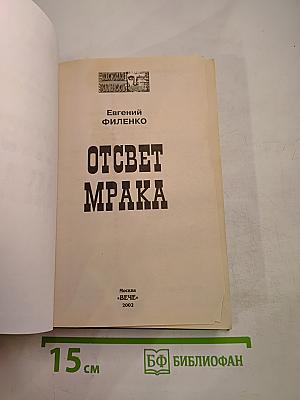 Евгений
ФИЛЕНКО
ОТСВЕТ
МРАКА
Москва
«ВЕЧЕ»
2002
15 см
БФ БИБЛИОФАН